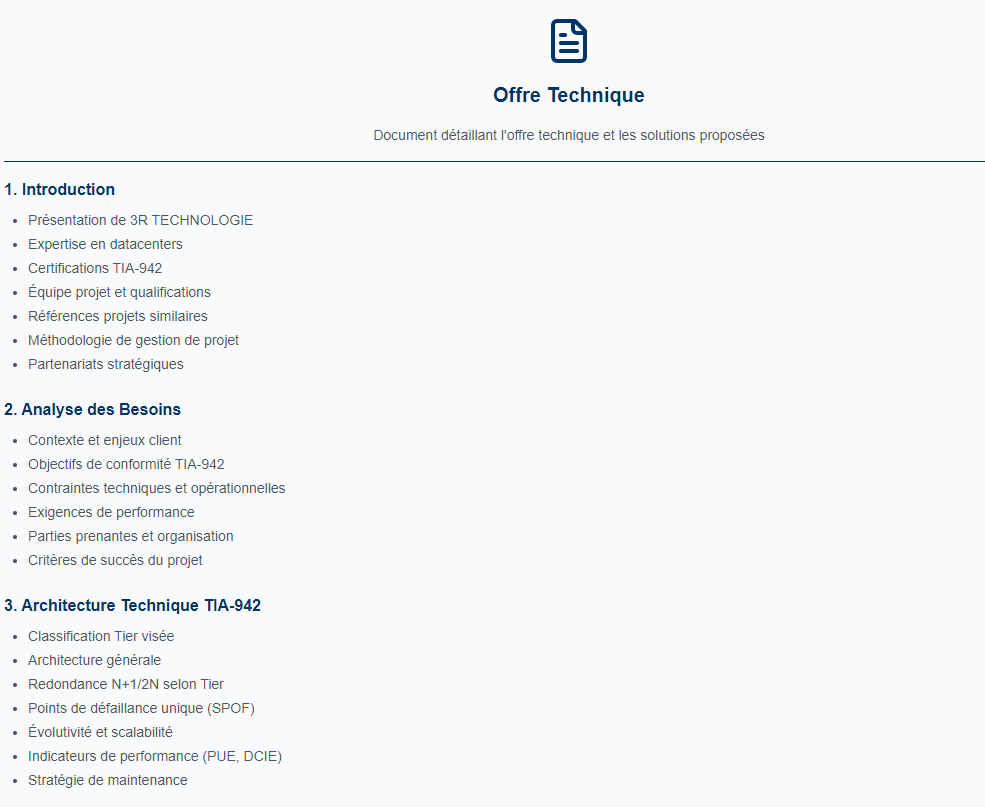 Offre Technique
Document détaillant l'offre technique et les solutions proposées
1. Introduction
• Présentation de 3R TECHNOLOGIE
• Expertise en datacenters
• Certifications TIA-942
• Équipe projet et qualifications
• Références projets similaires
• Méthodologie de gestion de projet
• Partenariats stratégiques
2. Analyse des Besoins
• Contexte et enjeux client
• Objectifs de conformité TIA-942
• Contraintes techniques et opérationnelles
• Exigences de performance
• Parties prenantes et organisation
• Critères de succès du projet
3. Architecture Technique TIA-942
• Classification Tier visée
• Architecture générale
• Redondance N+1/2N selon Tier
• Points de défaillance unique (SPOF)
• Évolutivité et scalabilité
• Indicateurs de performance (PUE, DCIE)
• Stratégie de maintenance